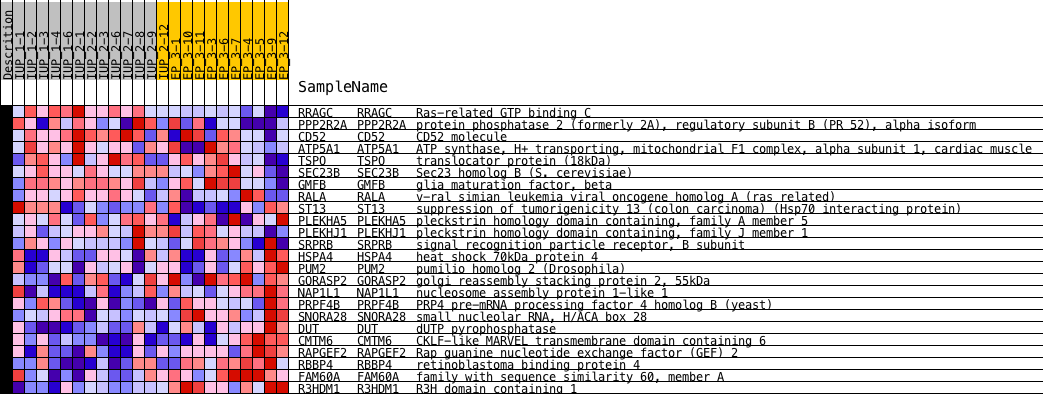 Descrition
IUP_1-1
IUP_1-2
IUP_1-3
IUP_1-4
IUP_1-6
IUP_2-1
IUP_2-2
IUP_2-3
IUP_2-6
IUP_2-7
IUP_2-8
IUP_2-9
IUP_2-12
EP_3-1
EP_3-10
EP_3-11
EP_3-3
EP_3-6
EP_3-7
EP_3-4
EP_3-5
EP_3-9
EP_3-12
SampleName
RRAGC RRAGC Ras-related GTP binding C
PPP2R2A PPP2R2A protein phosphatase 2 (formerly 2A), regulatory subunit B (PR 52), alpha isoform
CD52 CD52 CD52 molecule
ATP5A1 ATP5A1 ATP synthase, H+ transporting, mitochondrial F1 complex, alpha subunit 1, cardiac muscle
TSPO TSPO translocator protein (18kDa)
SEC23B SEC23B Sec23 homolog B (S. cerevisiae)
GMFB GMFB glia maturation factor, beta
RALA RALA v-ral simian leukemia viral oncogene homolog A (ras related)
ST13 ST13 suppression of tumorigenicity 13 (colon carcinoma) (Hsp70 interacting protein)
PLEKHA5 PLEKHA5 pleckstrin homology domain containing, family A member 5
PLEKHJ1 PLEKHJ1 pleckstrin homology domain containing, family J member 1
SRPRB SRPRB signal recognition particle receptor, B subunit
HSPA4 HSPA4 heat shock 70kDa protein 4
PUM2 PUM2 pumilio homolog 2 (Drosophila)
GORASP2 GORASP2 golgi reassembly stacking protein 2, 55kDa
NAP1L1 NAP1L1 nucleosome assembly protein 1-like 1
PRPF4B PRPF4B PRP4 pre-mRNA processing factor 4 homolog B (yeast)
SNORA28 SNORA28 small nucleolar RNA, H/ACA box 28
DUT DUT dUTP pyrophosphatase
CMTM6 CMTM6 CKLF-like MARVEL transmembrane domain containing 6
RAPGEF2 RAPGEF2 Rap guanine nucleotide exchange factor (GEF) 2
RBBP4 RBBP4 retinoblastoma binding protein 4
FAM60A FAM60A family with sequence similarity 60, member A
R3HDM1 R3HDM1 R3H domain containing 1